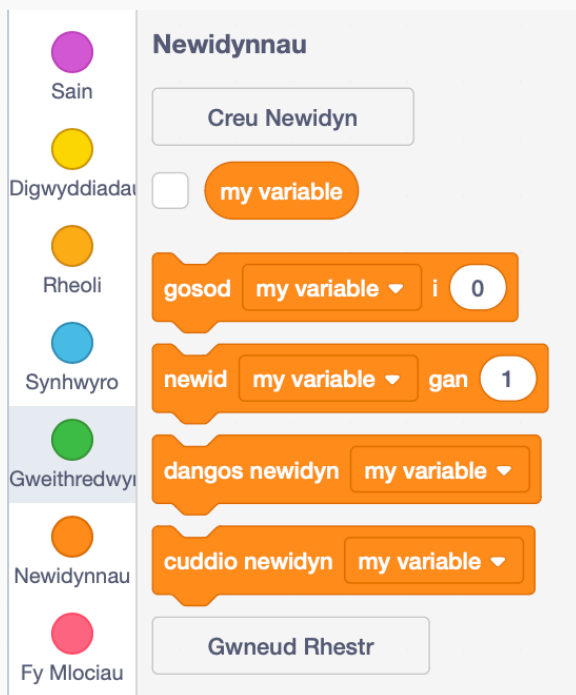 Sain
Digwyddiadau
Rheoli
Synhwyro
Gweithredwyr
Newidynnau
Fy Mlociau
Newidynnau
Creu Newidyn
my variable
gosod my variable i 0
newid my variable gan 1
dangos newidyn my variable
cuddio newidyn my variable
Gwneud Rhestr